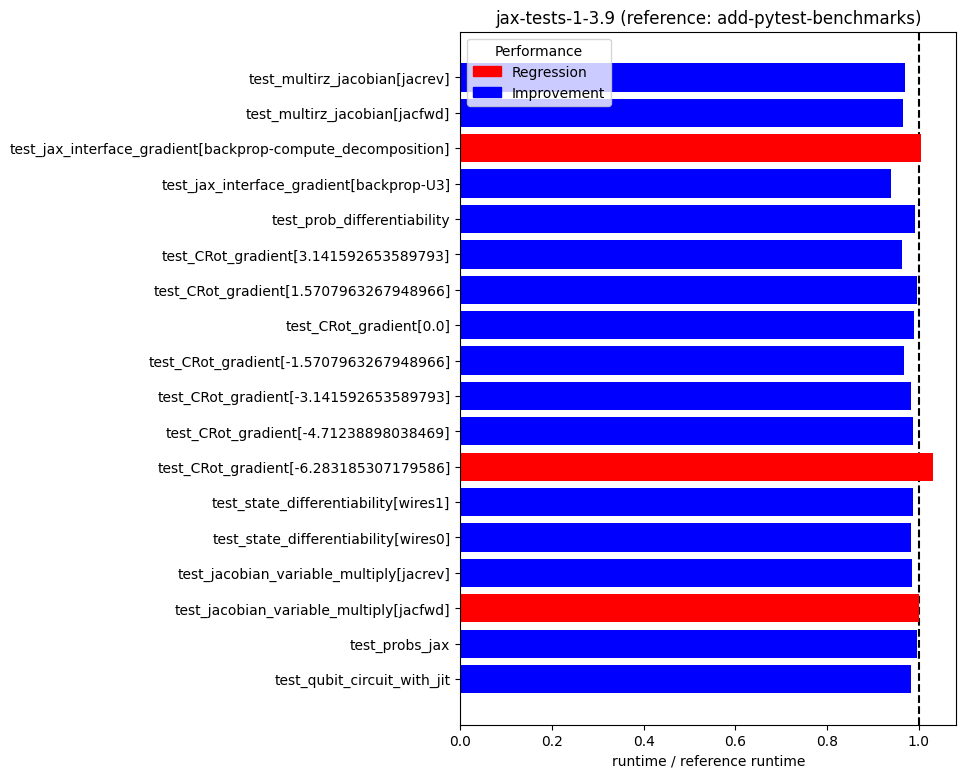 jax-tests-1-3.9 (reference: add-pytest-benchmarks)
Performance
Regression
Improvement
test_multirz_jacobian[jacrev]
test_multirz_jacobian[jacfwd]
test_jax_interface_gradient[backprop-compute_decomposition]
test_jax_interface_gradient[backprop-U3]
test_prob_differentiability
test_CRot_gradient[3.141592653589793]
test_CRot_gradient[1.5707963267948966]
test_CRot_gradient[0.0]
test_CRot_gradient[-1.5707963267948966]
test_CRot_gradient[-3.141592653589793]
test_CRot_gradient[-4.71238898038469]
test_CRot_gradient[-6.283185307179586]
test_state_differentiability[wires1]
test_state_differentiability[wires0]
test_jacobian_variable_multiply[jacrev]
test_jacobian_variable_multiply[jacfwd]
test_probs_jax
test_qubit_circuit_with_jit
0.0 0.2 0.4 0.6 0.8 1.0
runtime / reference runtime